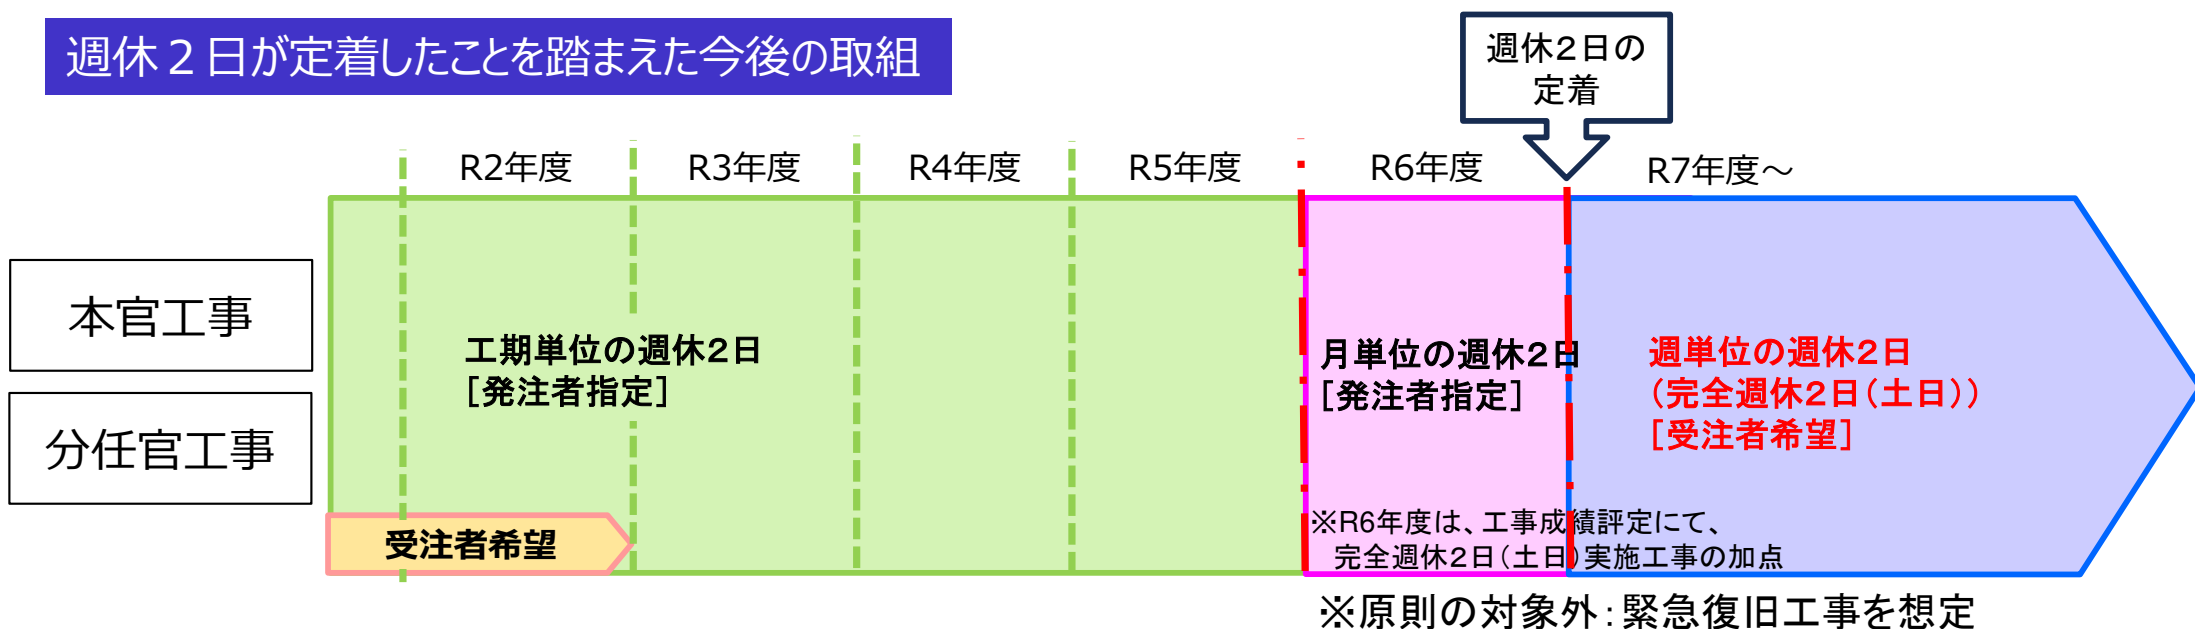 週休２日が定着したことを踏まえた今後の取組
週休2日の
定着
R2年度
R3年度
R4年度
R5年度
R6年度
R7年度～
本官工事
分任官工事
工期単位の週休2日
［発注者指定］
月単位の週休2日
［発注者指定］
週単位の週休2日
（完全週休2日（土日））
［受注者希望］
受注者希望
※R6年度は、工事成績評定にて、
完全週休2日（土日）実施工事の加点
※原則の対象外：緊急復旧工事を想定